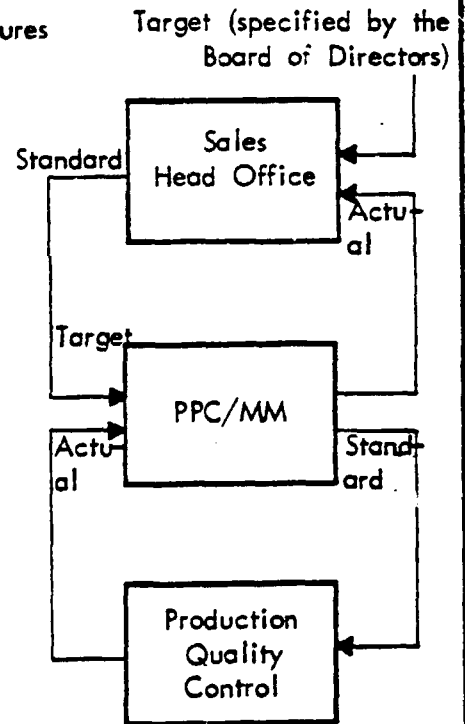 ures
Target (specified by the
Board of Directors)
Sales
Head Office
Standard
Actu-
al
Target
PPC/MM
Actu-
al
Stand-
ard
Production
Quality
Control